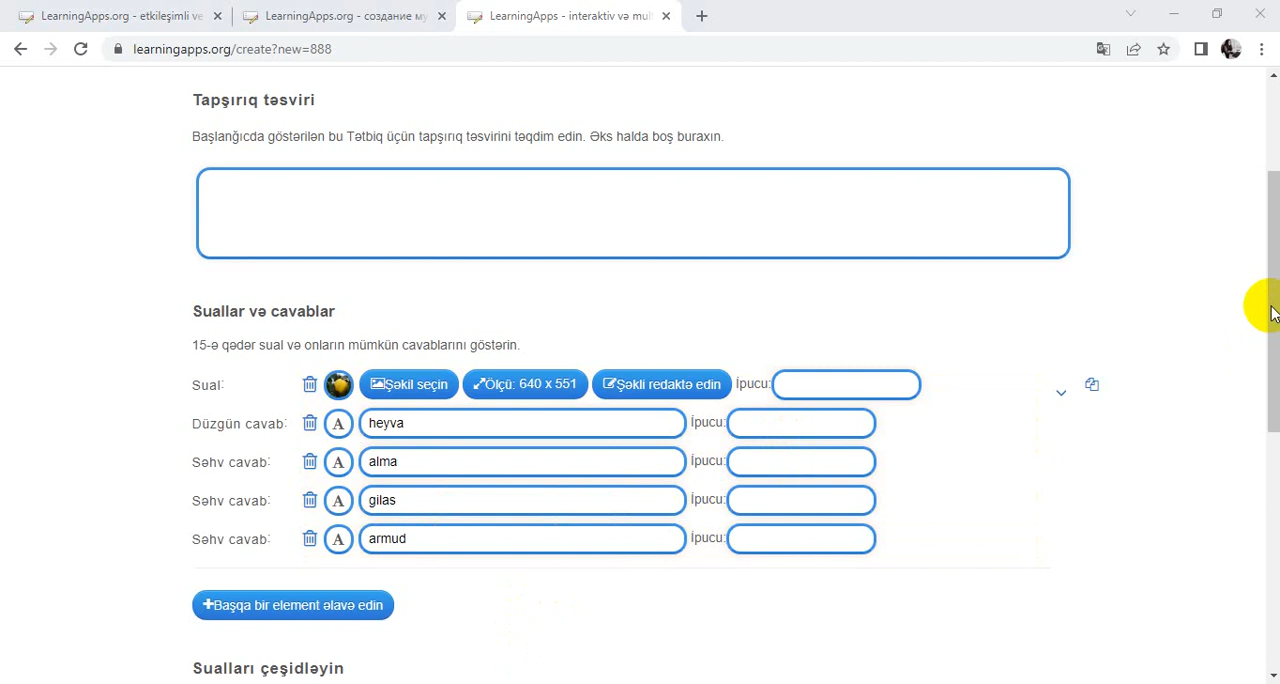 LearningApps.org - etkileşimli ve
LearningApps.org - создание му
LearningApps - interaktiv və mul
learningapps.org/create?new=888
Tapşırıq təsviri
Başlanğıcda göstərilən bu Tətbiq üçün tapşırıq təsvirini təqdim edin. Əks halda boş buraxın.
Suallar və cavablar
15-ə qədər sual və onların mümkün cavablarını göstərin.
Sual: Şəkil seçin Ölçü: 640 x 551 Şəkli redaktə edin İpucu:
Düzgün cavab: A heyva İpucu:
Səhv cavab: A alma İpucu:
Səhv cavab: A gilas İpucu:
Səhv cavab: A armud İpucu:
+Başqa bir element əlavə edin
Sualları çeşidləyin